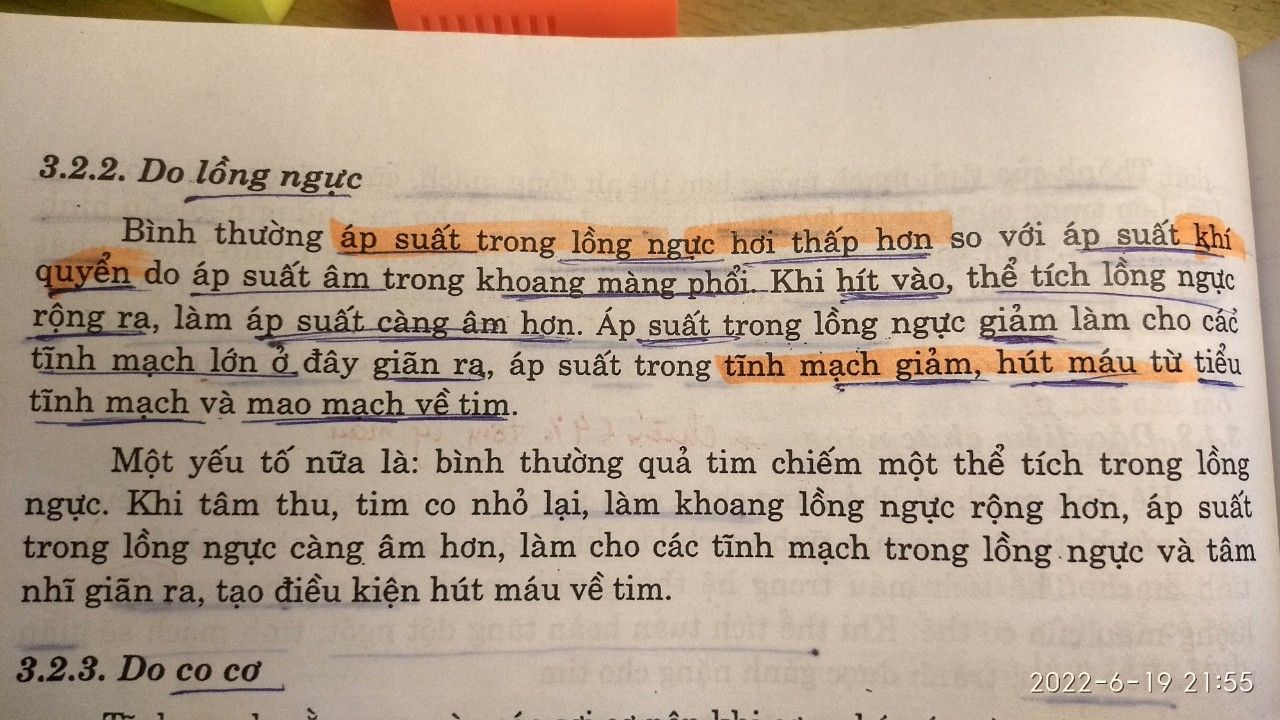 3.2.2. Do lồng ngực
Bình thường áp suất trong lồng ngực hơi thấp hơn so với áp suất khí
quyển do áp suất âm trong khoang màng phổi. Khi hít vào, thể tích lồng ngực
rộng ra, làm áp suất càng âm hơn. Áp suất trong lồng ngực giảm làm cho các
tĩnh mạch lớn ở đây giãn ra, áp suất trong tĩnh mạch giảm, hút máu từ tiểu
tĩnh mạch và mao mạch về tim.
Một yếu tố nữa là: bình thường quả tim chiếm một thể tích trong lồng
ngực. Khi tâm thu, tim co nhỏ lại, làm khoang lồng ngực rộng hơn, áp suất
trong lồng ngực càng âm hơn, làm cho các tĩnh mạch trong lồng ngực và tâm
nhĩ giãn ra, tạo điều kiện hút máu về tim.
3.2.3. Do co cơ
2022-6-19 21:55